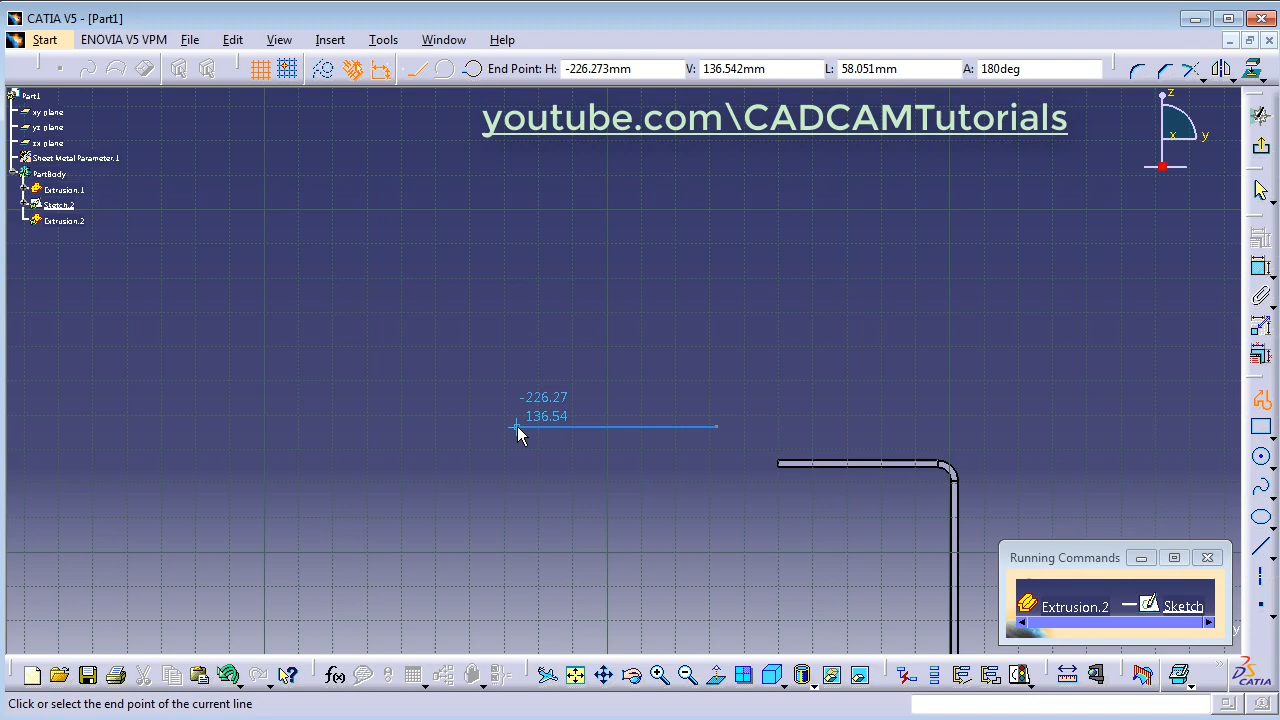 CATIA V5 - [Part1]
Start ENOVIA V5 VPM File Edit View Insert Tools Window Help
End Point: H: -226.273mm V: 136.542mm L: 58.051mm A: 180deg
Part1
xy plane
yz plane
zx plane
Sheet Metal Parameter.1
PartBody
Extrusion.1
Sketch.2
Extrusion.2
youtube.com\CADCAMTutorials
z
x y
-226.27
136.54
Running Commands
Extrusion.2 Sketch
y
f(x)
CATIA
Click or select the end point of the current line